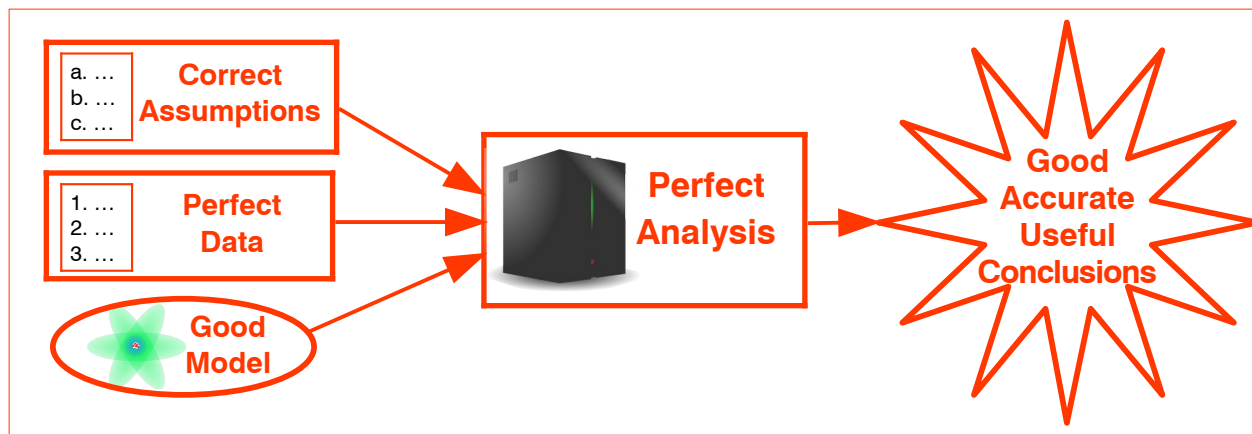 a. …
b. …
c. …
Correct
Assumptions
1. …
2. …
3. …
Perfect
Data
Good
Model
Perfect
Analysis
Good
Accurate
Useful
Conclusions